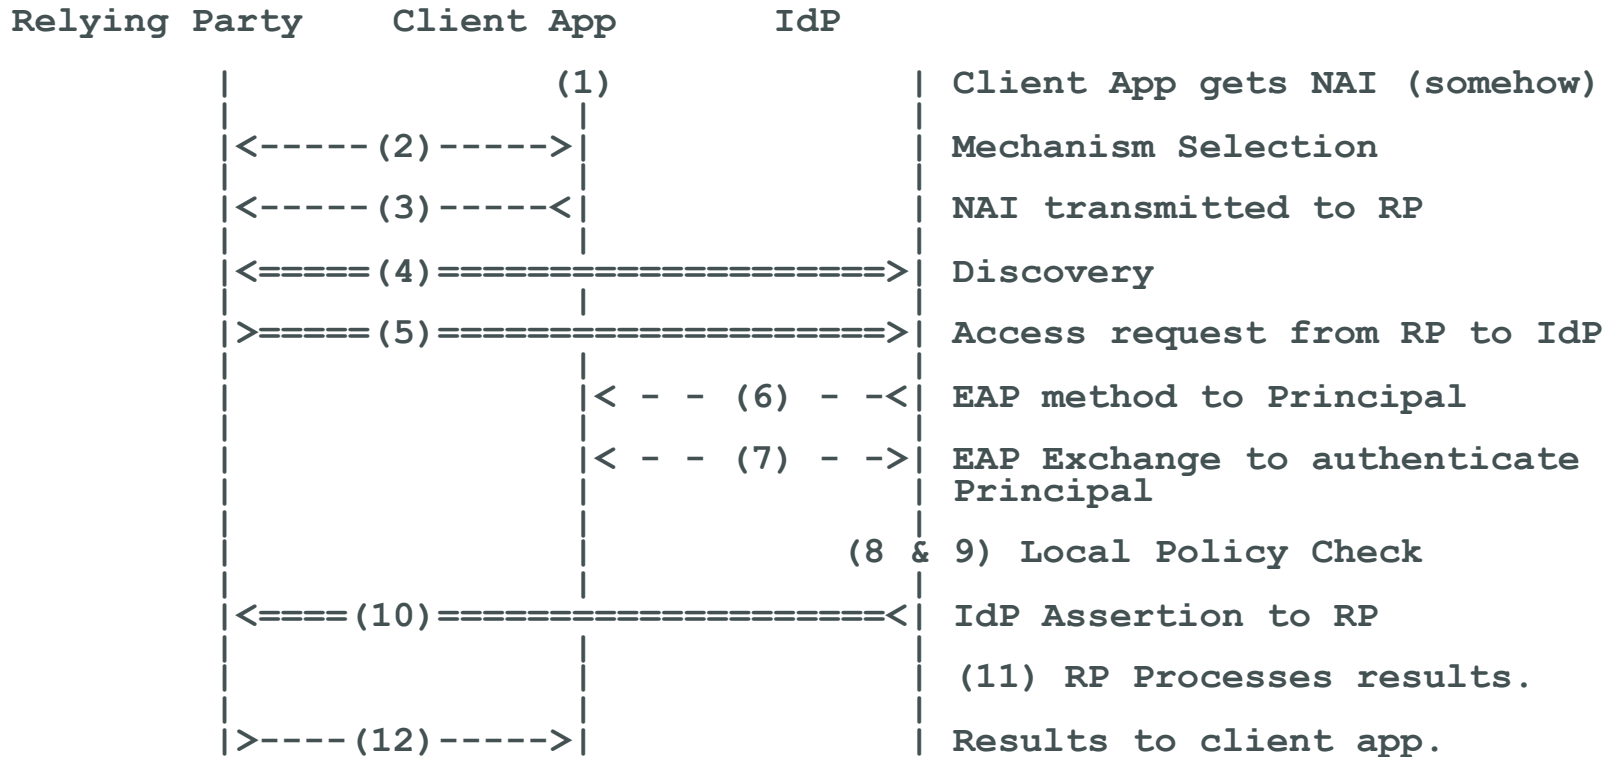 Relying Party    Client App       IdP
         |               (1)             | Client App gets NAI (somehow)
         |                |              |
         |<-----(2)----->|               | Mechanism Selection
         |                |              |
         |<-----(3)-----<|               | NAI transmitted to RP
         |                |              |
         |<=====(4)====================>| Discovery
         |                |              |
         |>=====(5)====================>| Access request from RP to IdP
         |                |              |
         |                |< - - (6) - -<| EAP method to Principal
         |                |              |
         |                |< - - (7) - ->| EAP Exchange to authenticate
         |                |              | Principal
         |                |              |
         |                |           (8 & 9) Local Policy Check
         |                |              |
         |<====(10)====================<| IdP Assertion to RP
         |                |              |
         |                |              | (11) RP Processes results.
         |                |              |
         |>----(12)----->|               | Results to client app.